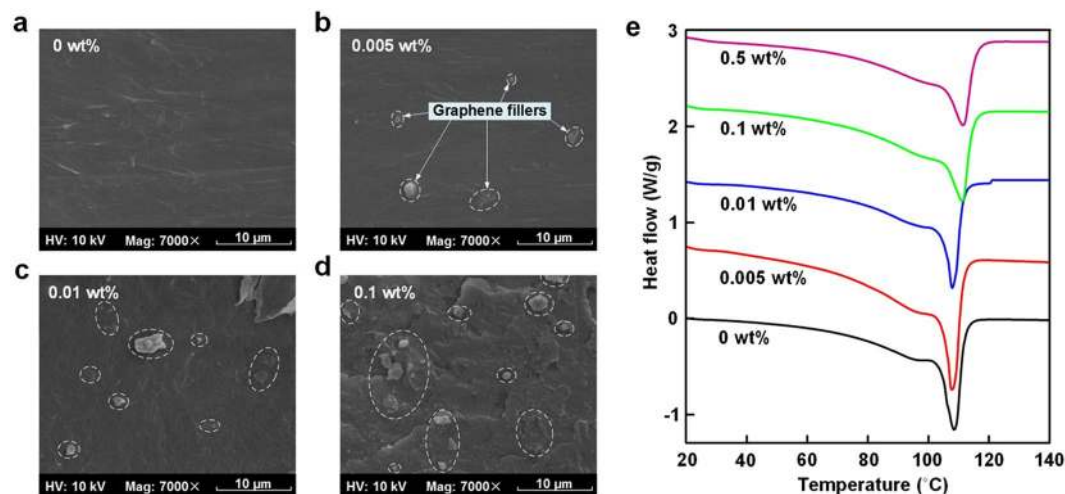 a
0 wt%
HV: 10 kV Mag: 7000× 10 μm
b
0.005 wt%
Graphene fillers
HV: 10 kV Mag: 7000× 10 μm
c
0.01 wt%
HV: 10 kV Mag: 7000× 10 μm
d
0.1 wt%
HV: 10 kV Mag: 7000× 10 μm
e
3
2
1
0
-1
Heat flow (W/g)
0.5 wt%
0.1 wt%
0.01 wt%
0.005 wt%
0 wt%
20 40 60 80 100 120 140
Temperature (°C)